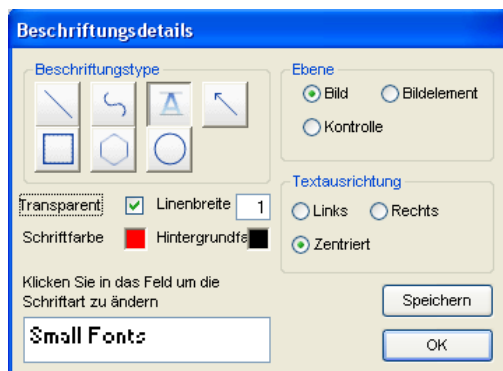 Beschriftungsdetails
Beschriftungstype
Ebene
Bild
Bildelement
Kontrolle
Transparent
Linenbreite
1
Schriftfarbe
Hintergrundfa
Textausrichtung
Links
Rechts
Zentriert
Klicken Sie in das Feld um die
Schriftart zu ändern
Small Fonts
Speichern
OK